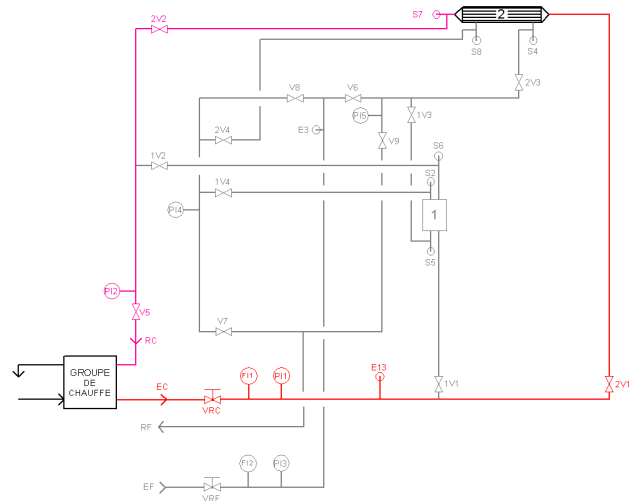 S7
2
2V2
S8
S4
V8
V6
2V3
PI5
1V3
E3
2V4
V9
S6
1V2
S2
1V4
PI4
1
S5
PI2
V5
V7
RC
GROUPE
DE
CHAUFFE
EC
FI1
PI1
E13
1V1
2V1
VRC
RF
FI2
PI3
EF
VRF